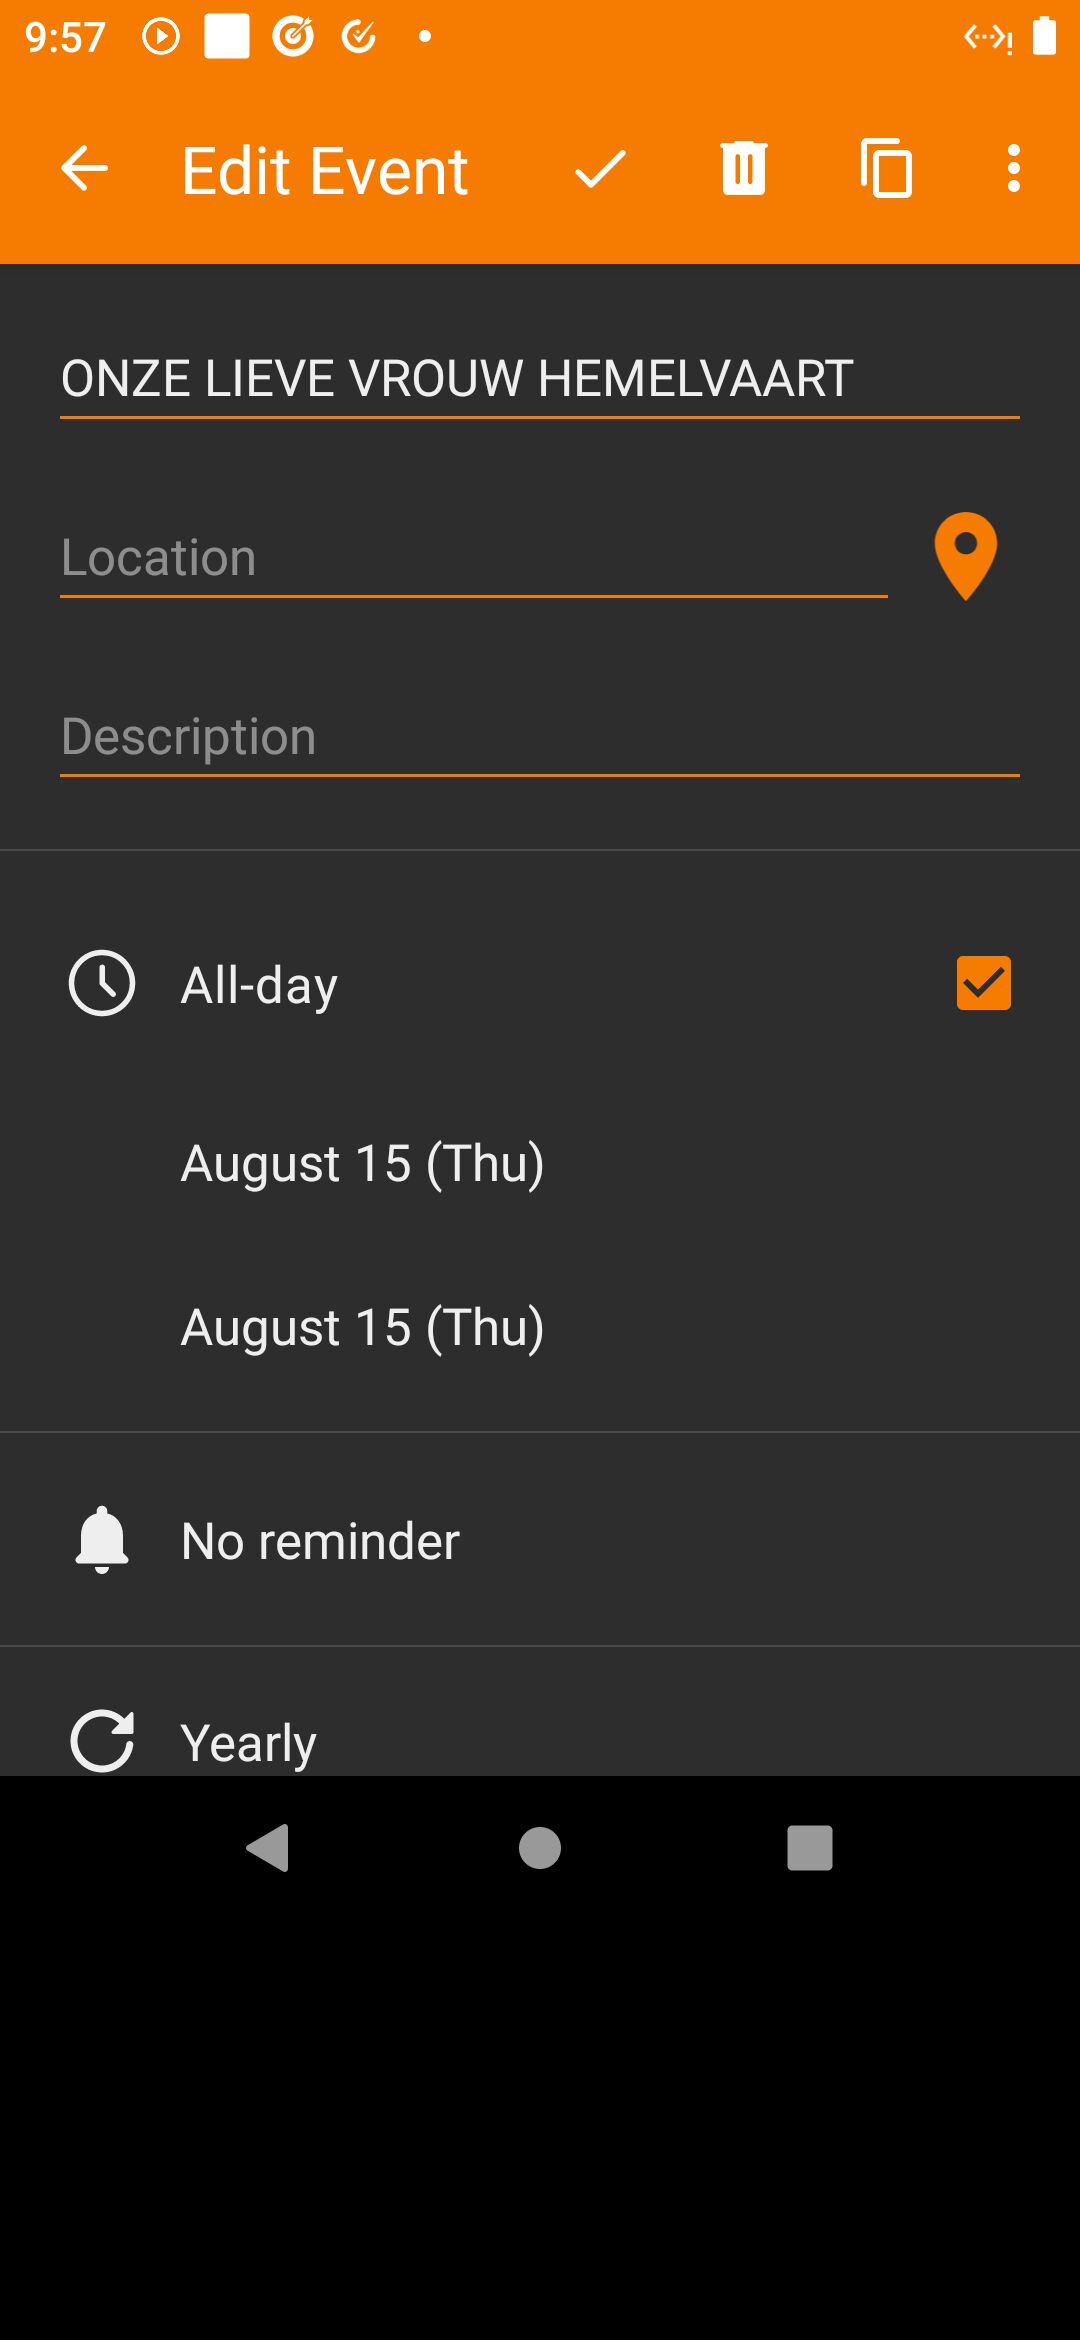 9:57
Edit Event
ONZE LIEVE VROUW HEMELVAART
Location
Description
All-day
August 15 (Thu)
August 15 (Thu)
No reminder
Yearly